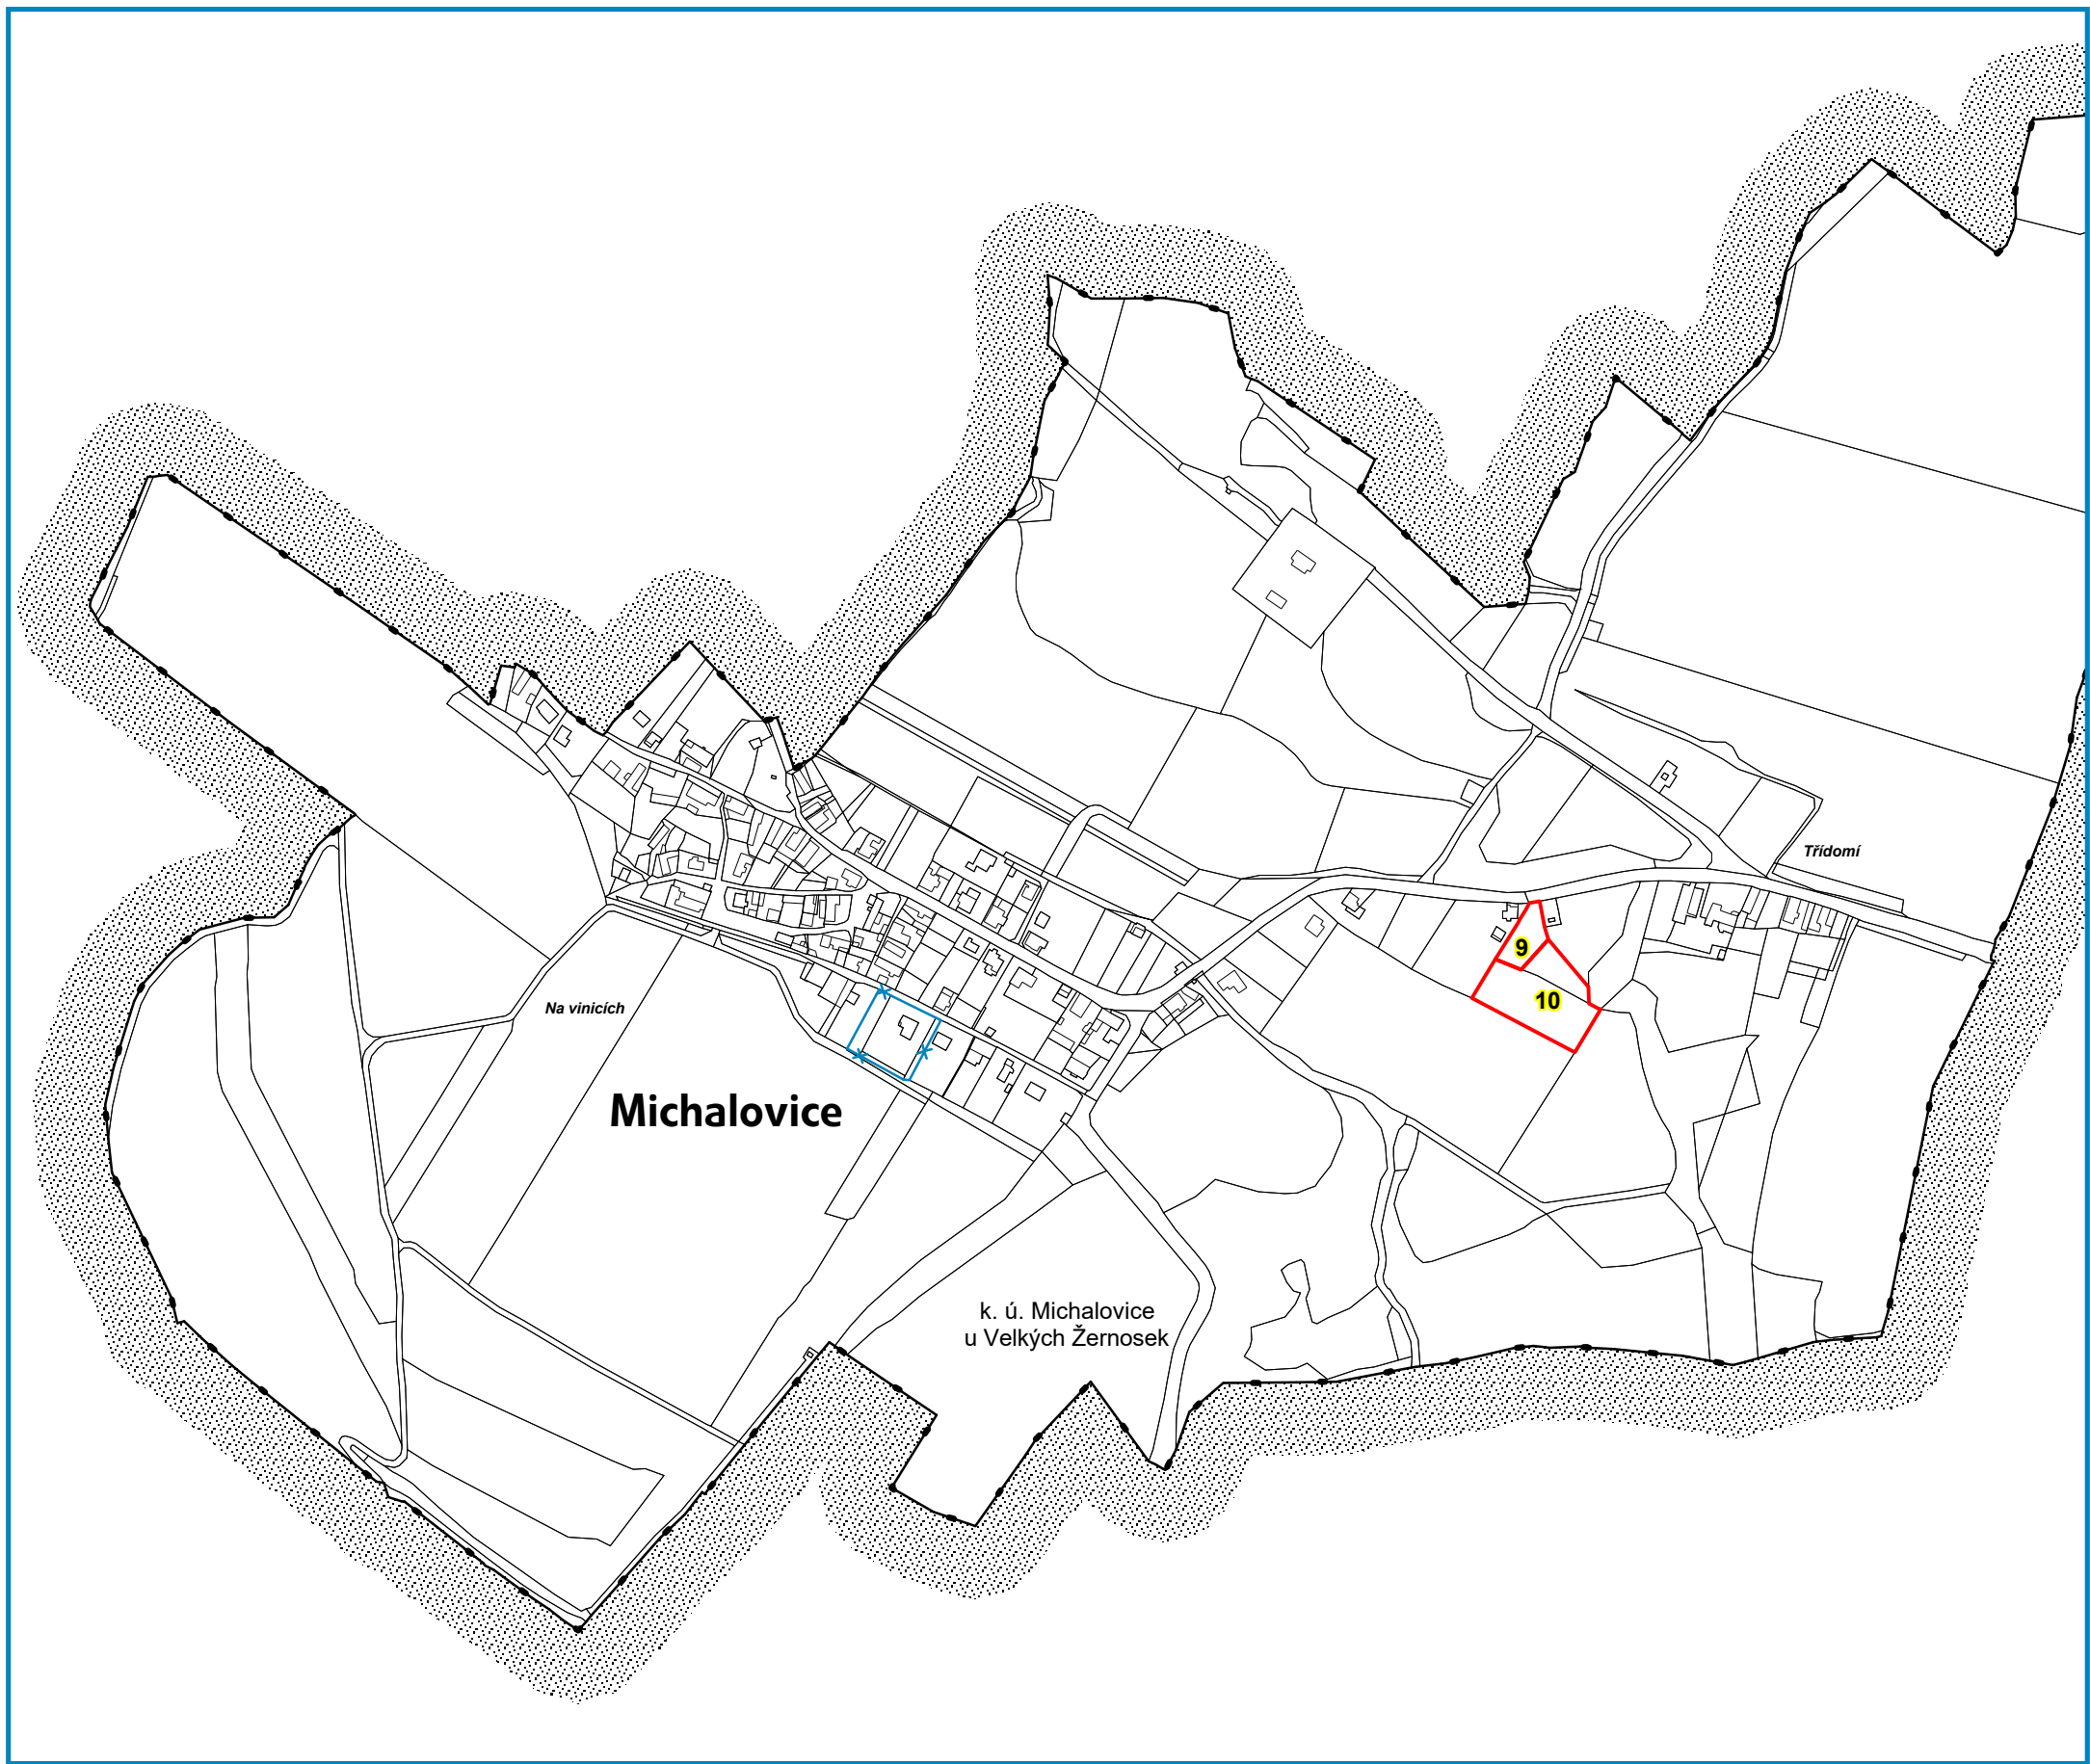 Třídomí
9
10
Na vinicích
Michalovice
k. ú. Michalovice
u Velkých Žernosek